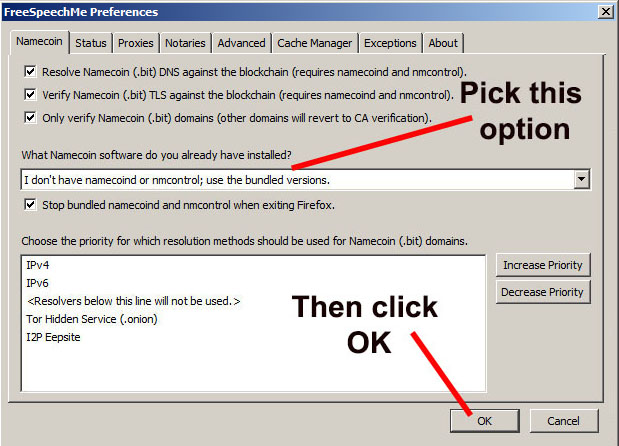 FreeSpeechMe Preferences
Namecoin Status Proxies Notaries Advanced Cache Manager Exceptions About
Resolve Namecoin (.bit) DNS against the blockchain (requires namecoind and nmcontrol).
Verify Namecoin (.bit) TLS against the blockchain (requires namecoind and nmcontrol).
Only verify Namecoin (.bit) domains (other domains will revert to CA verification).
Pick this
option
What Namecoin software do you already have installed?
I don't have namecoind or nmcontrol; use the bundled versions.
Stop bundled namecoind and nmcontrol when exiting Firefox.
Choose the priority for which resolution methods should be used for Namecoin (.bit) domains.
IPv4
IPv6
<Resolvers below this line will not be used.>
Tor Hidden Service (.onion)
I2P Eepsite
Increase Priority
Decrease Priority
Then click
OK
OK Cancel